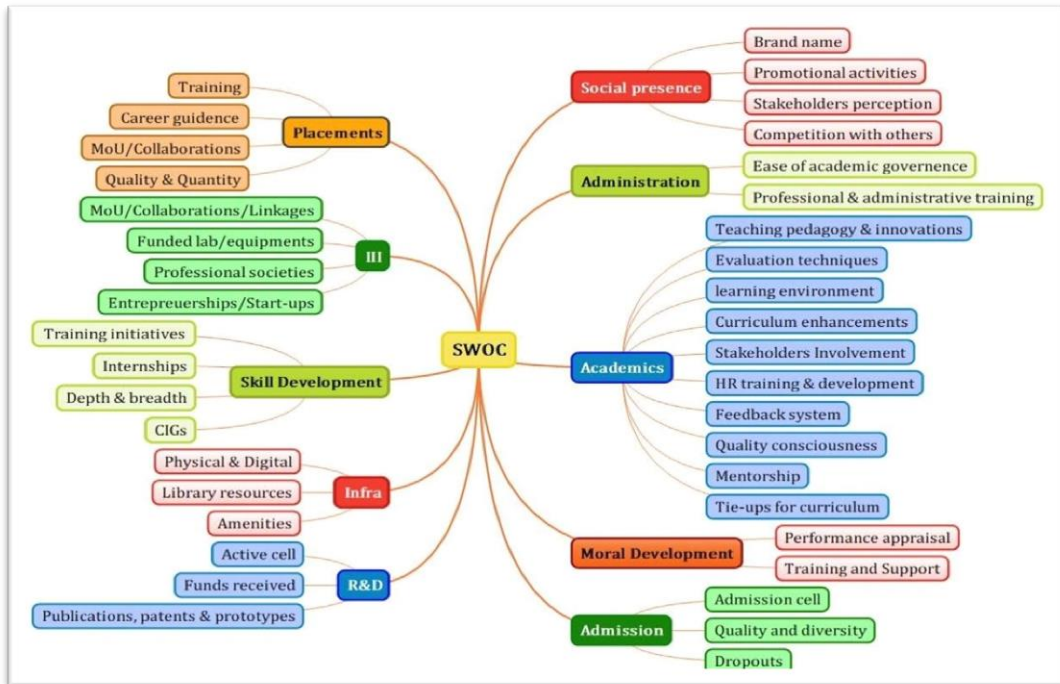 SWOC
Placements
Training
Career guidence
MoU/Collaborations
Quality & Quantity
III
MoU/Collaborations/Linkages
Funded lab/equipments
Professional societies
Entrepreuerships/Start-ups
Skill Development
Training initiatives
Internships
Depth & breadth
CIGs
Infra
Physical & Digital
Library resources
Amenities
R&D
Active cell
Funds received
Publications, patents & prototypes
Social presence
Brand name
Promotional activities
Stakeholders perception
Competition with others
Administration
Ease of academic governence
Professional & administrative training
Academics
Teaching pedagogy & innovations
Evaluation techniques
learning environment
Curriculum enhancements
Stakeholders Involvement
HR training & development
Feedback system
Quality consciousness
Mentorship
Tie-ups for curriculum
Moral Development
Performance appraisal
Training and Support
Admission
Admission cell
Quality and diversity
Dropouts